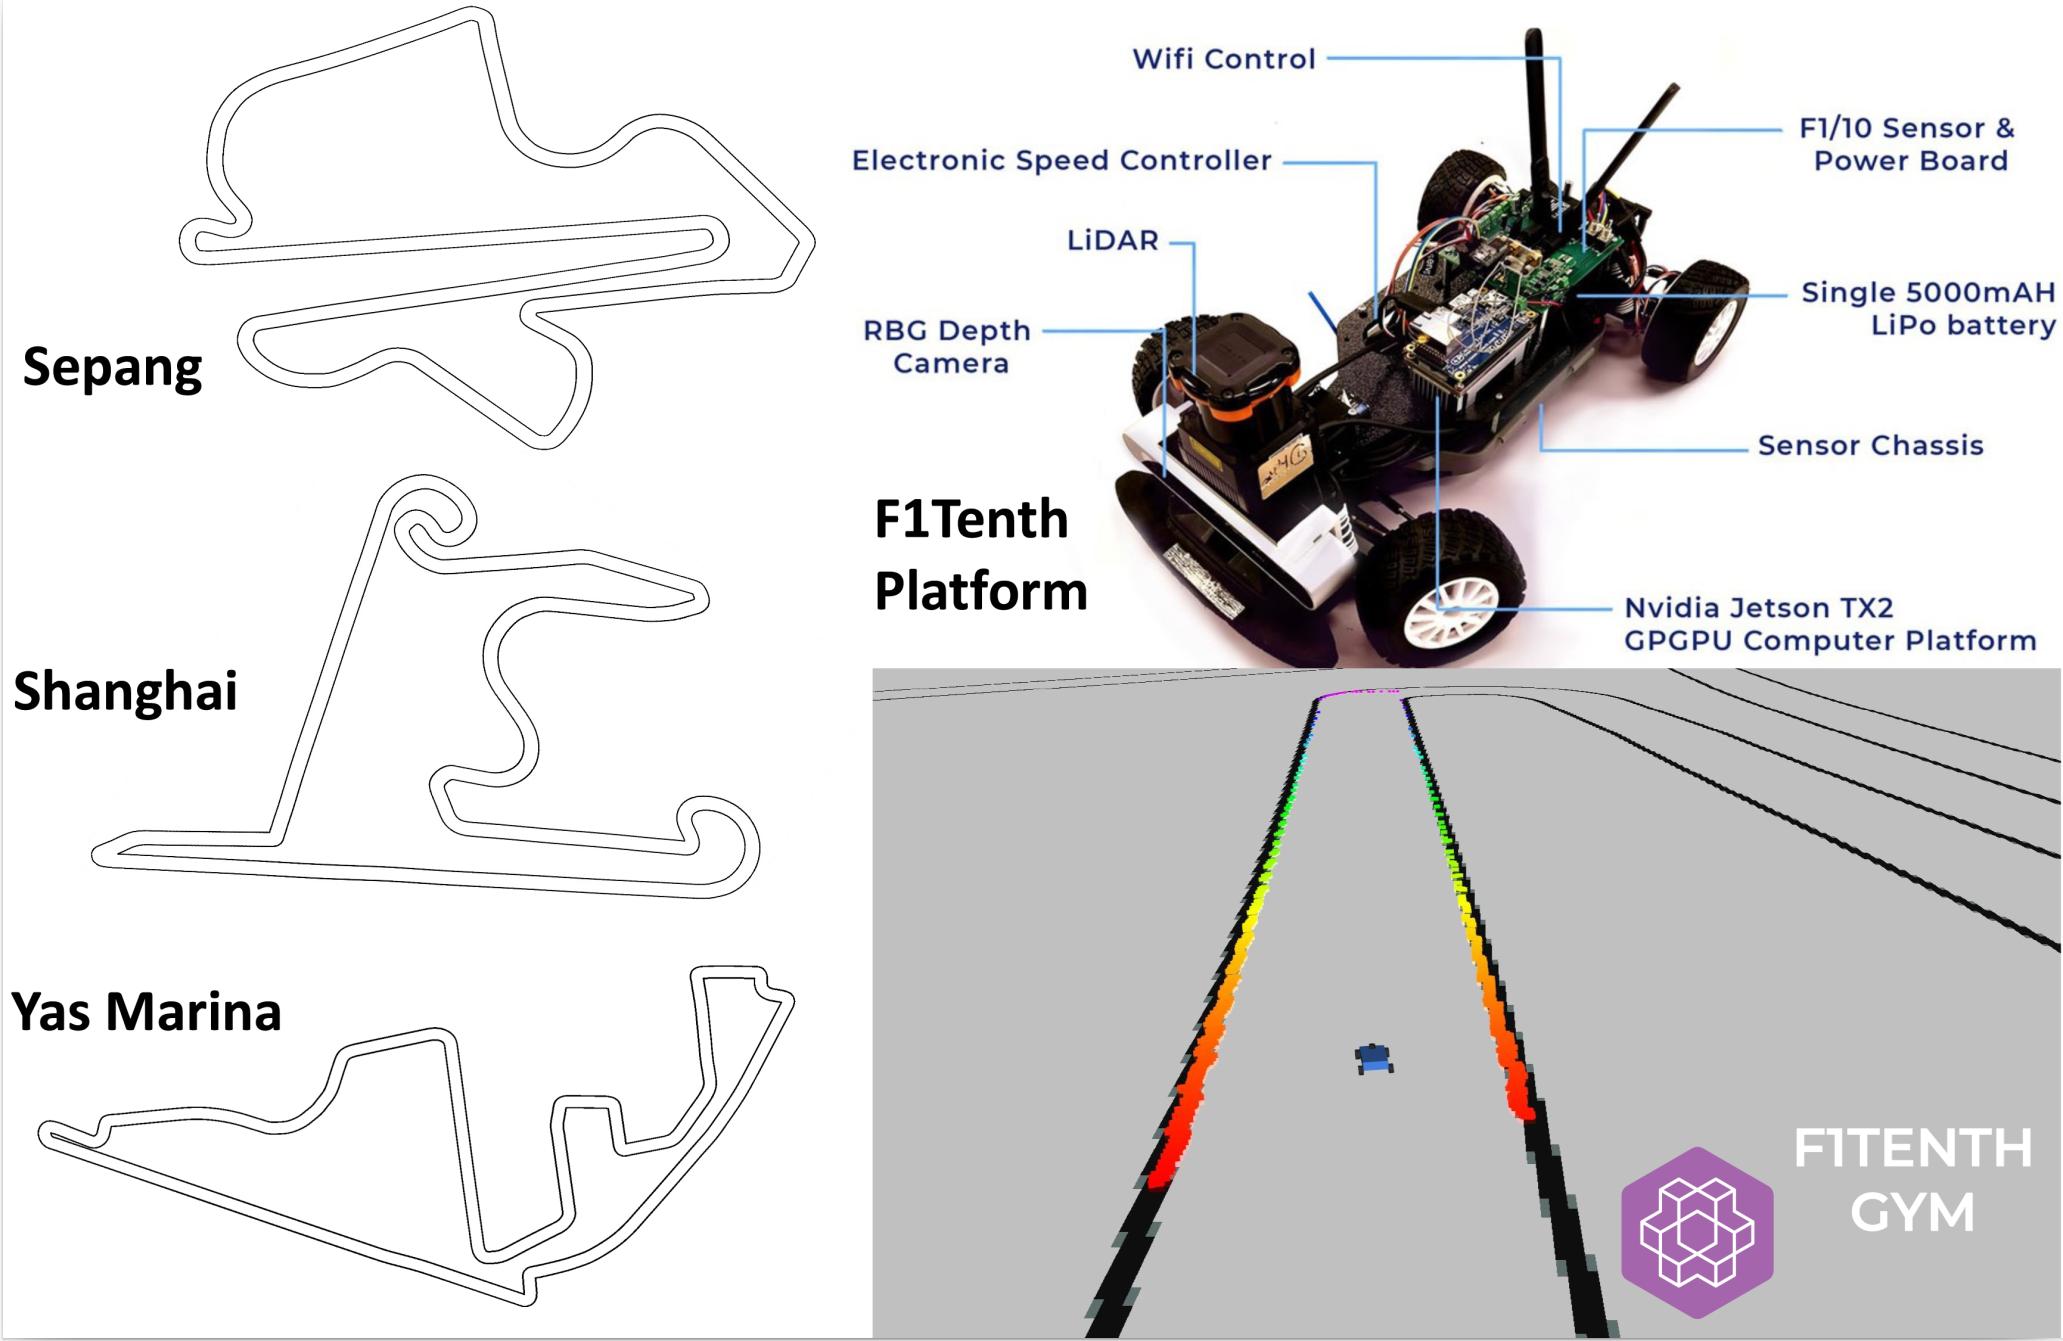 Sepang
Shanghai
Yas Marina
Wifi Control
F1/10 Sensor &
Power Board
Electronic Speed Controller
LiDAR
Single 5000mAH
LiPo battery
RBG Depth
Camera
Sensor Chassis
F1Tenth
Platform
Nvidia Jetson TX2
GPGPU Computer Platform
F1TENTH
GYM